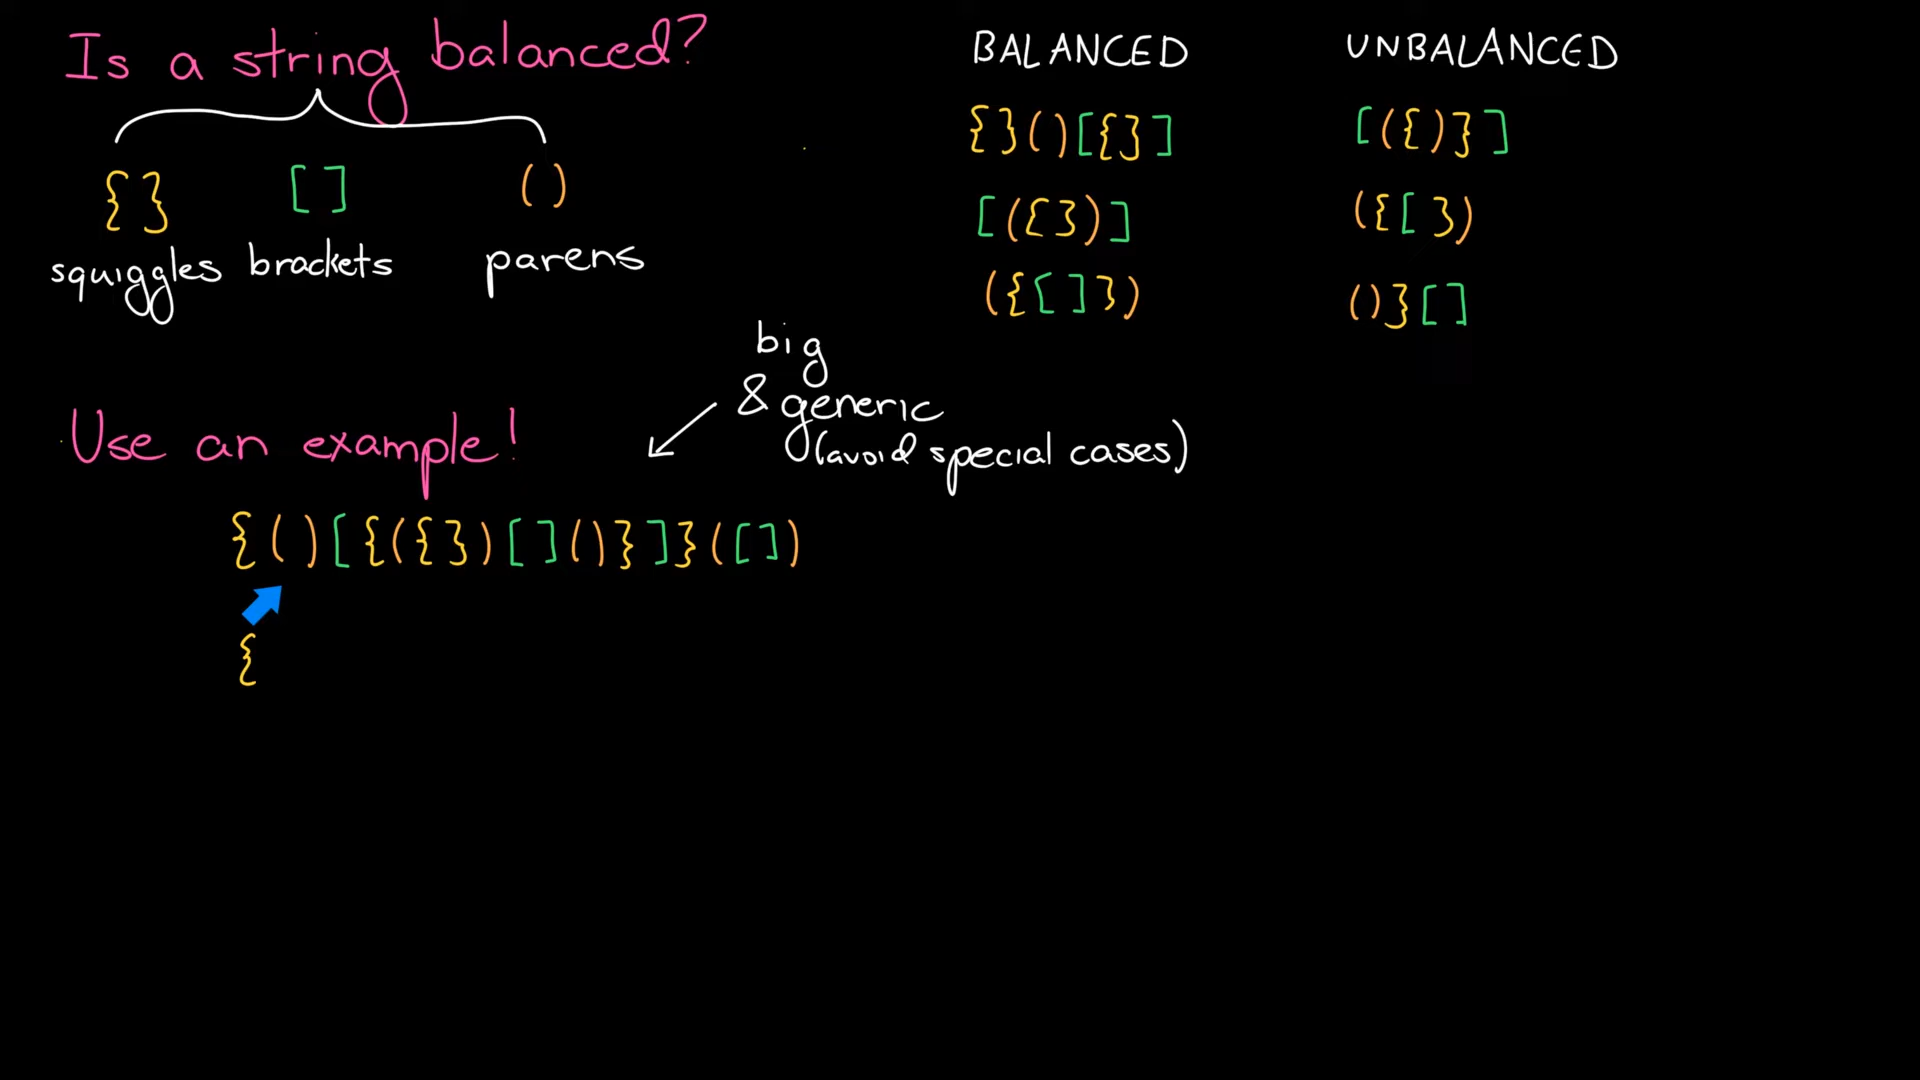 Is a string balanced?
{} [] ()
squiggles brackets parens
BALANCED
{}()[{}]
[({})]
({[]})
UNBALANCED
[({)}]
({[})
()}[]
big
& generic
(avoid special cases)
Use an example!
{()[{({})[]()}]}([])
{